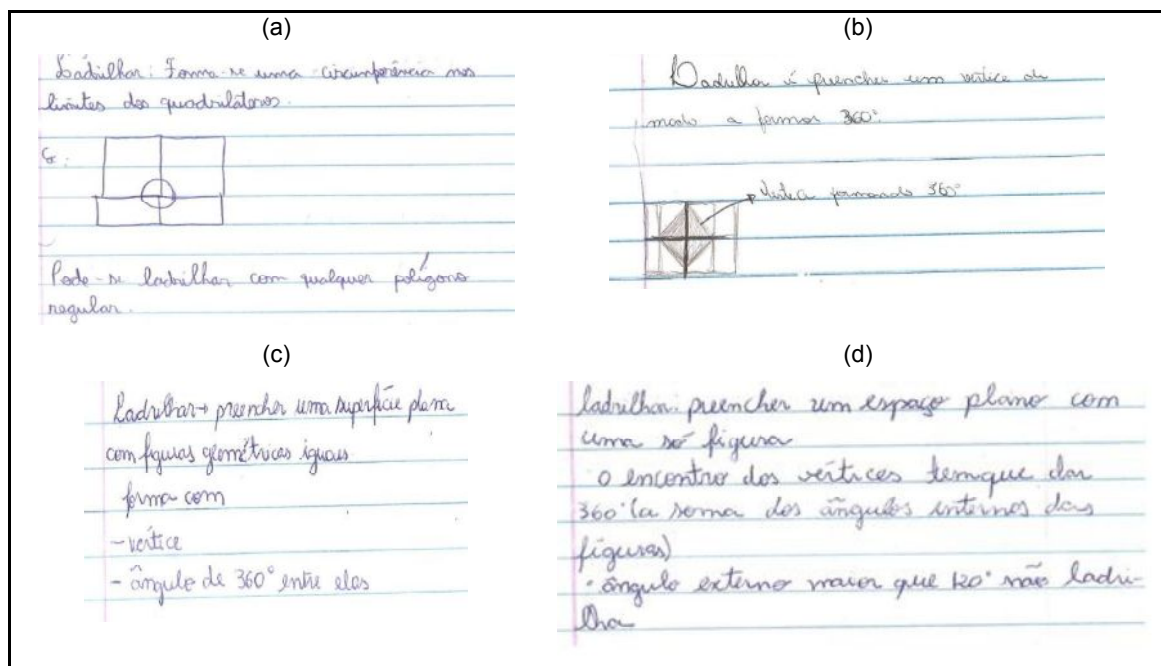 (a)
Ladrilhar: Forma-se uma circunferência nos
limites dos quadriláteros.
Pode-se ladrilhar com qualquer polígono
regular.
(b)
Ladrilha é preencher um vértice de
modo a formar 360°.
vértice formando 360°
(c)
Ladrilhar→ preencher uma superfície plana
com figuras geométricas iguais
forma com
- vértice
- ângulo de 360° entre eles
(d)
ladrilhar: preencher um espaço plano com
uma só figura
o encontro dos vértices tem que dar
360° (a soma dos ângulos internos das
figuras)
· ângulo externo maior que 120° não ladri-
lha